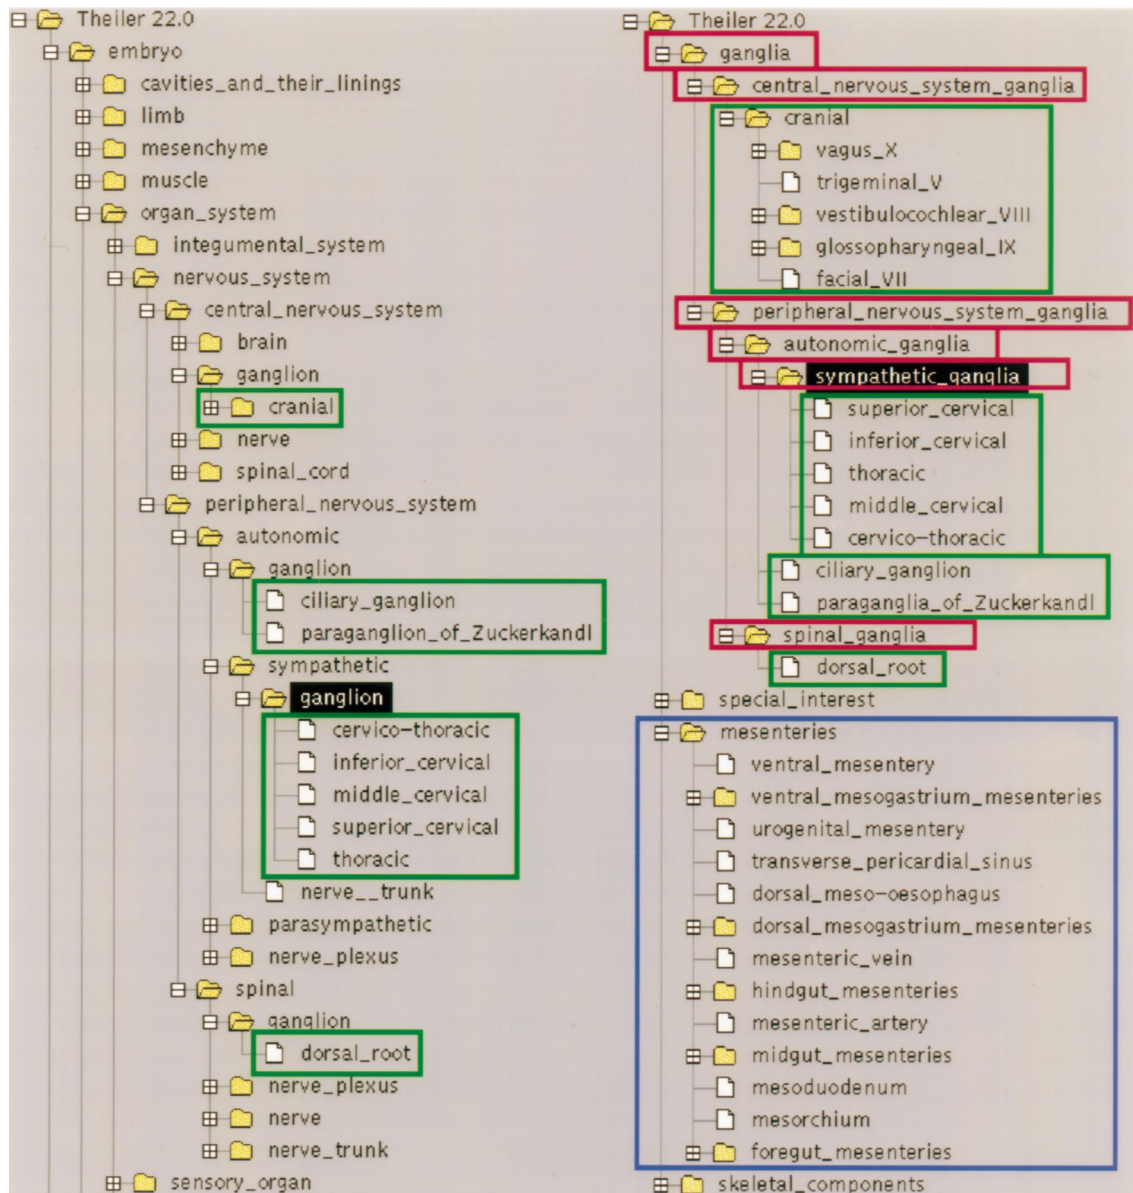 Theiler 22.0
embryo
cavities_and_their_linings
limb
mesenchyme
muscle
organ_system
integumental_system
nervous_system
central_nervous_system
brain
ganglion
cranial
nerve
spinal_cord
peripheral_nervous_system
autonomic
ganglion
ciliary_ganglion
paraganglion_of_Zuckerkandl
sympathetic
ganglion
cervico-thoracic
inferior_cervical
middle_cervical
superior_cervical
thoracic
nerve__trunk
parasympathetic
nerve_plexus
spinal
ganglion
dorsal_root
nerve_plexus
nerve
nerve_trunk
sensory_organ
Theiler 22.0
ganglia
central_nervous_system_ganglia
cranial
vagus_X
trigeminal_V
vestibulocochlear_VIII
glossopharyngeal_IX
facial_VII
peripheral_nervous_system_ganglia
autonomic_ganglia
sympathetic_ganglia
superior_cervical
inferior_cervical
thoracic
middle_cervical
cervico-thoracic
ciliary_ganglion
paraganglia_of_Zuckerkandl
spinal_ganglia
dorsal_root
special_interest
mesenteries
ventral_mesentery
ventral_mesogastrium_mesenteries
urogenital_mesentery
transverse_pericardial_sinus
dorsal_meso-oesophagus
dorsal_mesogastrium_mesenteries
mesenteric_vein
hindgut_mesenteries
mesenteric_artery
midgut_mesenteries
mesoduodenum
mesorchium
foregut_mesenteries
skeletal_components